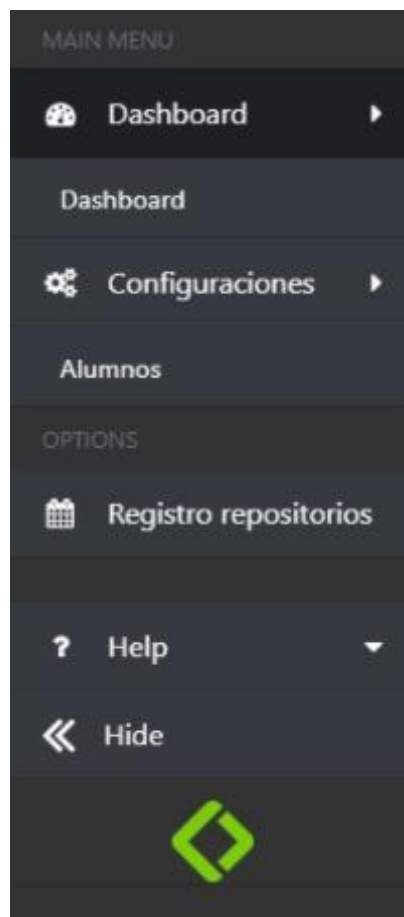 MAIN MENU
Dashboard
Dashboard
Configuraciones
Alumnos
OPTIONS
Registro repositorios
? Help
Hide